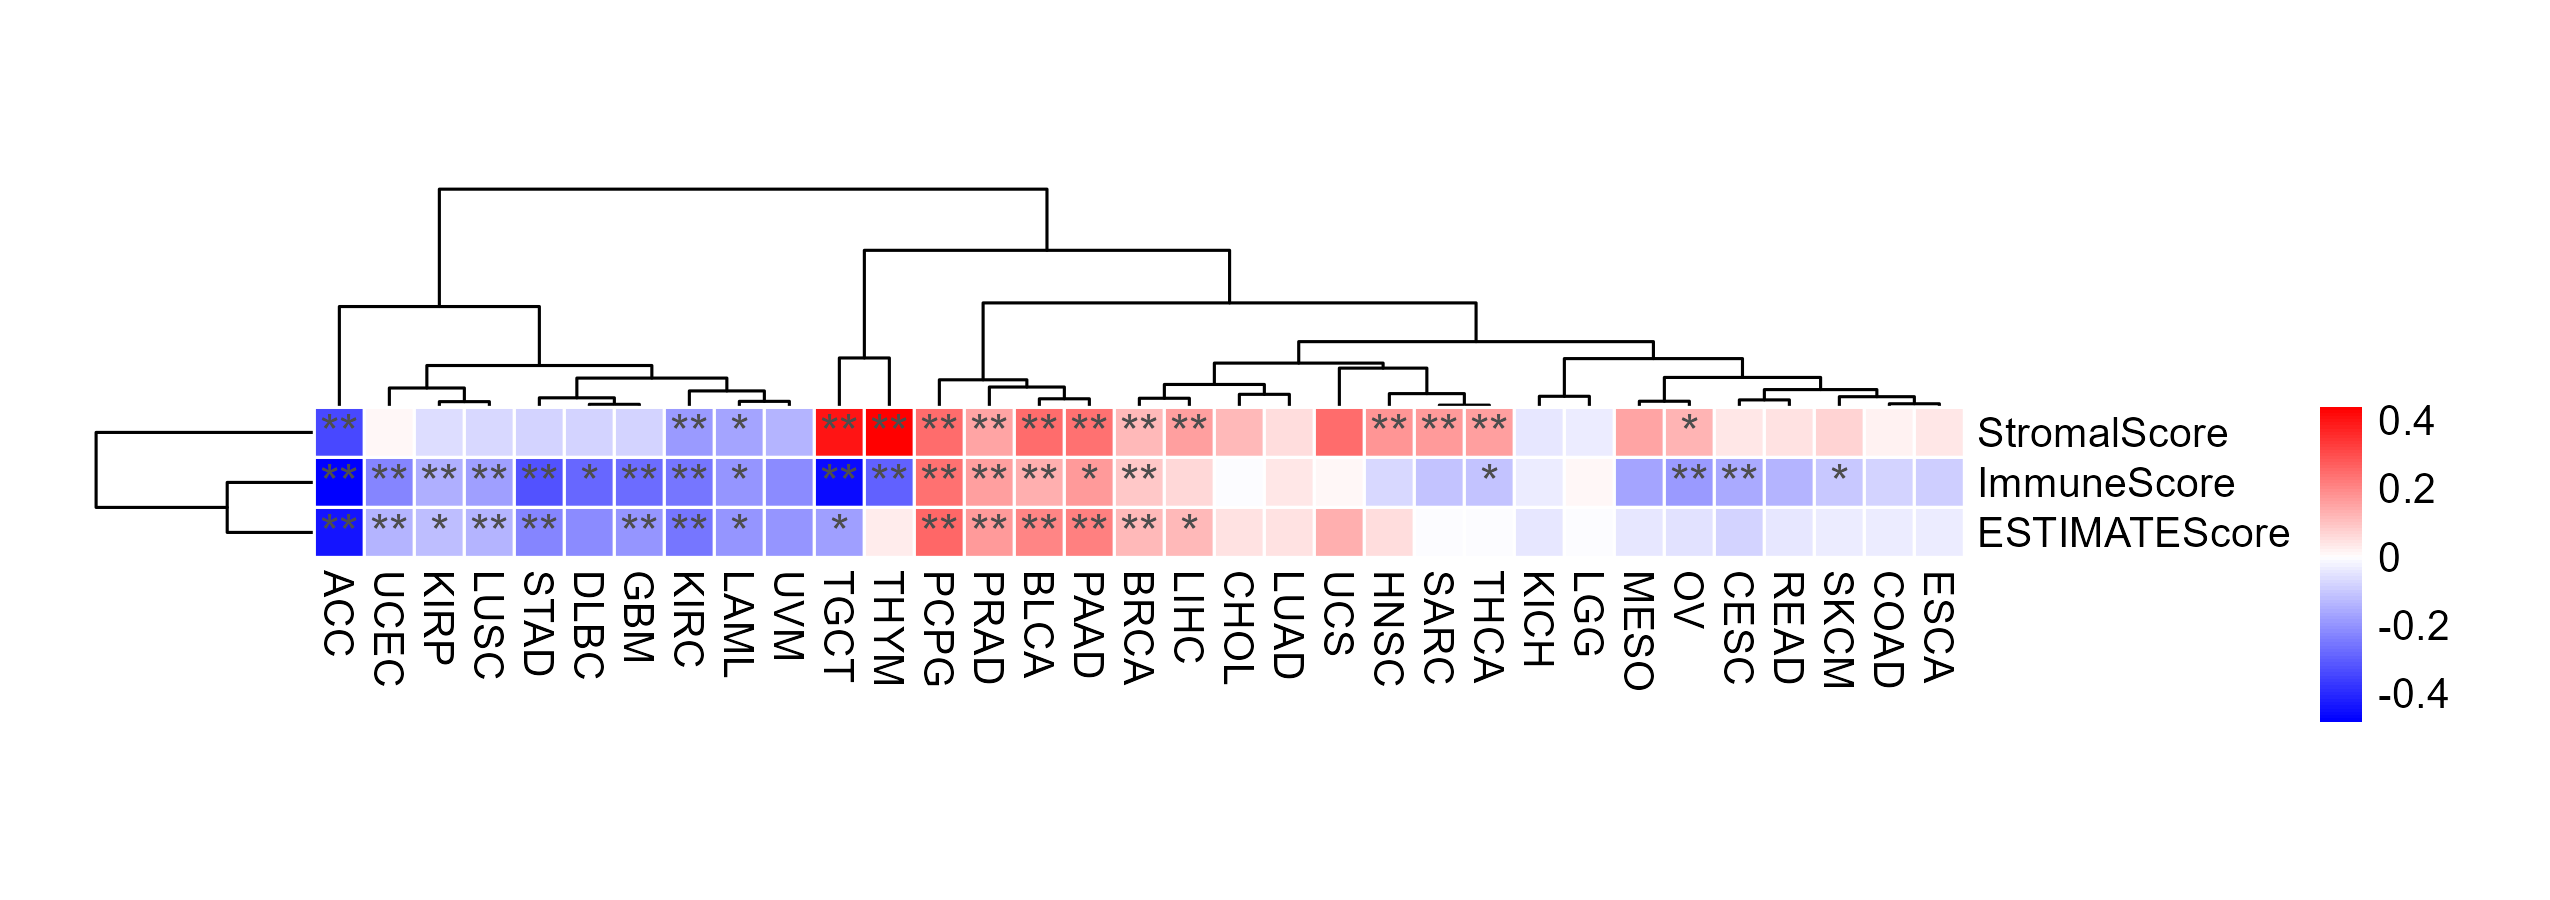 ** ** * ** ** ** ** ** ** ** ** ** ** ** ** *
StromalScore
** ** ** ** ** * ** ** * ** ** ** ** ** * ** * ** ** *
ImmuneScore
** ** * ** ** ** ** * * ** ** ** ** ** *
ESTIMATEScore
ACC
UCEC
KIRP
LUSC
STAD
DLBC
GBM
KIRC
LAML
UVM
TGCT
THYM
PCPG
PRAD
BLCA
PAAD
BRCA
LIHC
CHOL
LUAD
UCS
HNSC
SARC
THCA
KICH
LGG
MESO
OV
CESC
READ
SKCM
COAD
ESCA
0.4
0.2
0
-0.2
-0.4